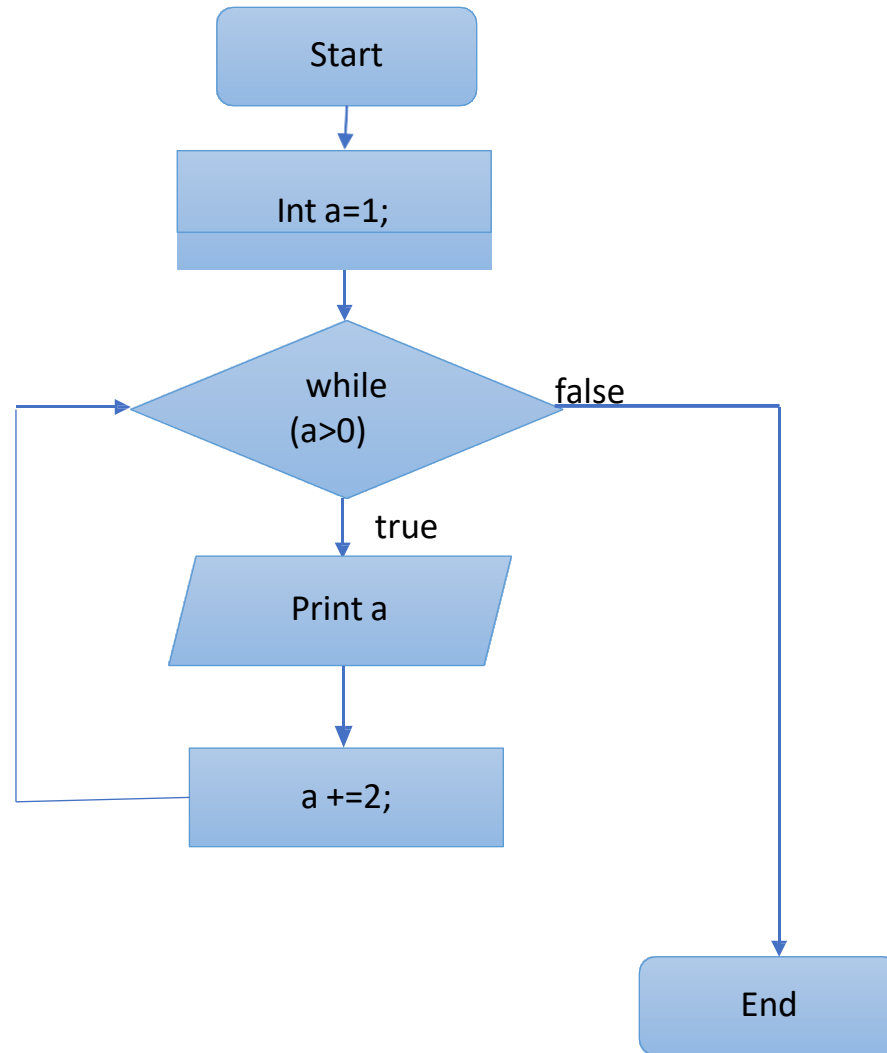 Start
Int a=1;
while
(a>0)
false
true
Print a
a +=2;
End